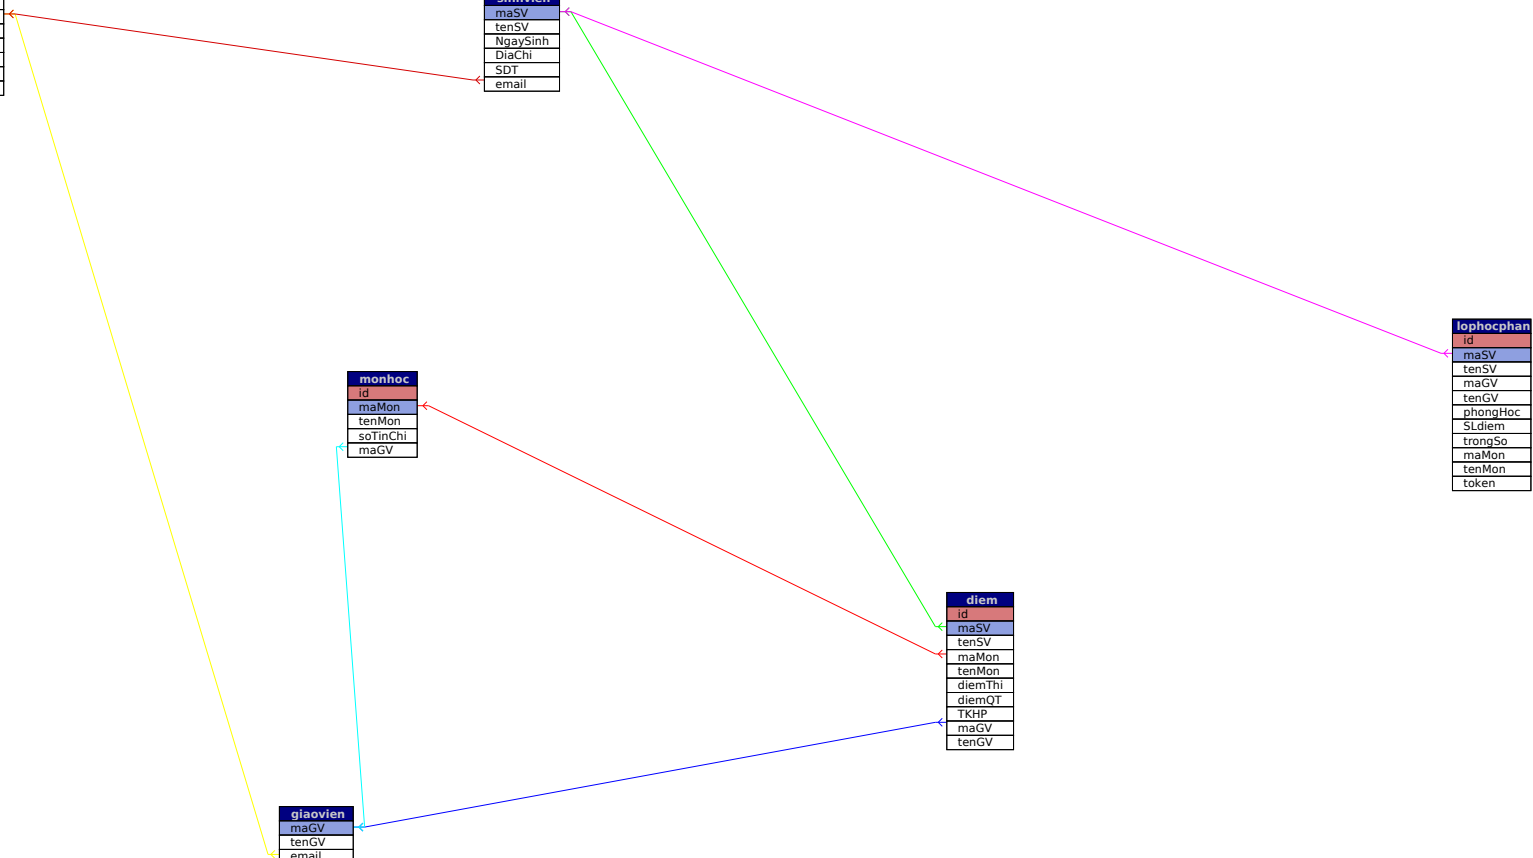 maSV
tenSV
NgaySinh
DiaChi
SDT
email
lophocphan
id
maSV
tenSV
maGV
tenGV
phongHoc
SLdiem
trongSo
maMon
tenMon
token
monhoc
id
maMon
tenMon
soTinChi
maGV
diem
id
maSV
tenSV
maMon
tenMon
diemThi
diemQT
TKHP
maGV
tenGV
giaovien
maGV
tenGV
email